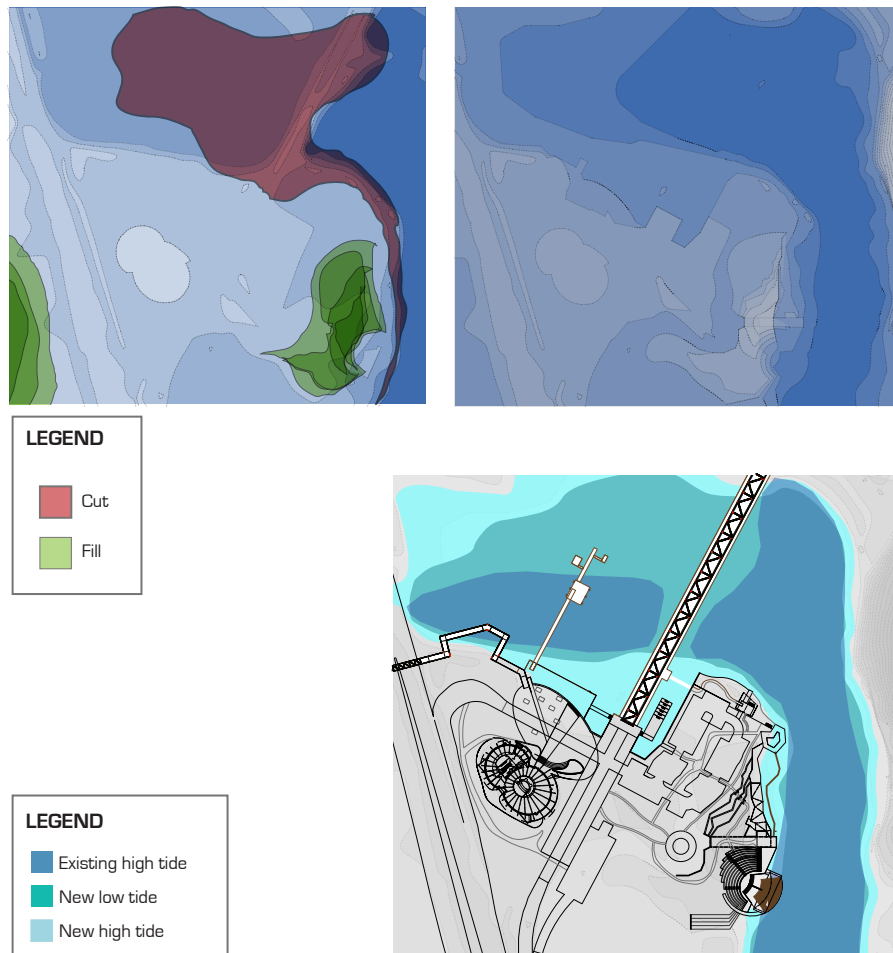 LEGEND
Cut
Fill
LEGEND
Existing high tide
New low tide
New high tide